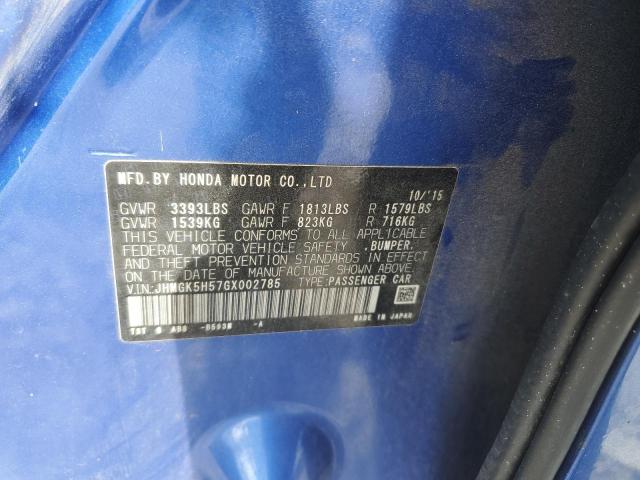 MFD.BY HONDA MOTOR CO.,LTD 10/'15
GVWR 3393LBS GAWR F 1813LBS R 1579LBS
GVWR 1539KG GAWR F 823KG R 716KG
THIS VEHICLE CONFORMS TO ALL APPLICABLE
FEDERAL MOTOR VEHICLE SAFETY ,BUMPER,
AND THEFT PREVENTION STANDARDS IN EFFECT
ON THE DATE OF MANUFACTURE SHOWN ABOVE.
V.I.N:JHMGK5H57GX002785 TYPE:PASSENGER CAR
ABO -B593M -A MADE IN JAPAN